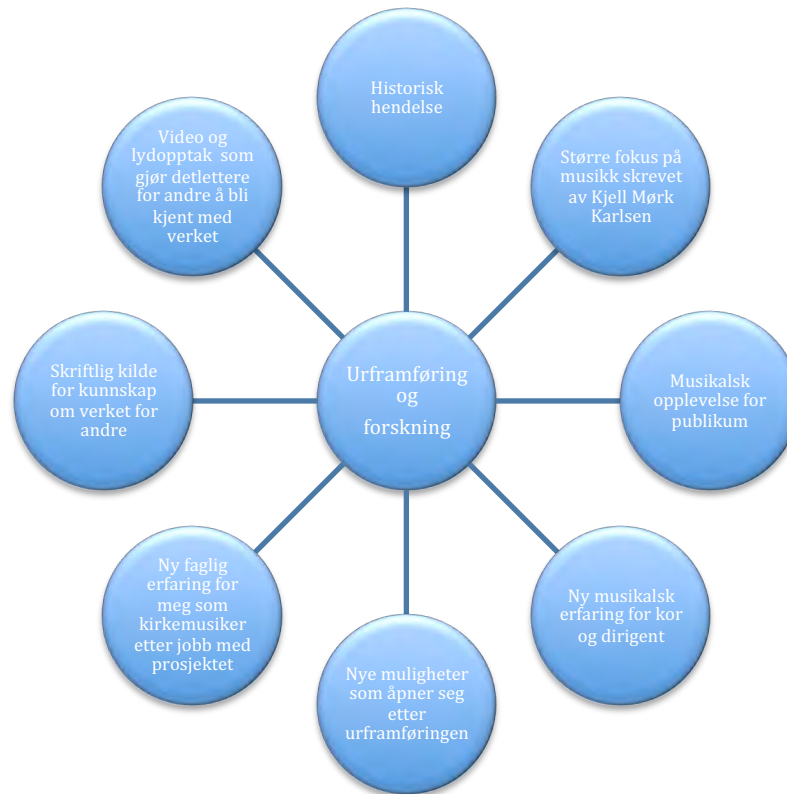 Historisk
hendelse
Større fokus på
musikk skrevet
av Kjell Mørk
Karlsen
Musikalsk
opplevelse for
publikum
Ny musikalsk
erfaring for kor
og dirigent
Nye muligheter
som åpner seg
etter
urframføringen
Ny faglig
erfaring for
meg som
kirkemusiker
etter jobb med
prosjektet
Skriftlig kilde
for kunnskap
om verket for
andre
Video og
lydopptak som
gjør detlettere
for andre å bli
kjent med
verket
Urframføring
og
forskning